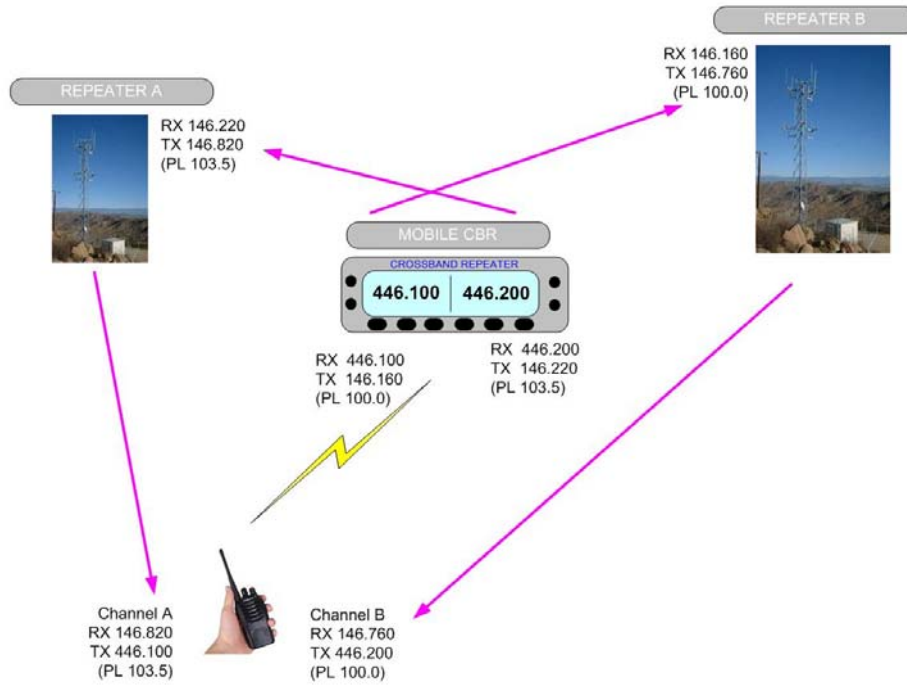 REPEATER B
RX 146.160
TX 146.760
(PL 100.0)
REPEATER A
RX 146.220
TX 146.820
(PL 103.5)
MOBILE CBR
CROSSBAND REPEATER
446.100
446.200
RX 446.100
TX 146.160
(PL 100.0)
RX 446.200
TX 146.220
(PL 103.5)
Channel A
RX 146.820
TX 446.100
(PL 103.5)
Channel B
RX 146.760
TX 446.200
(PL 100.0)